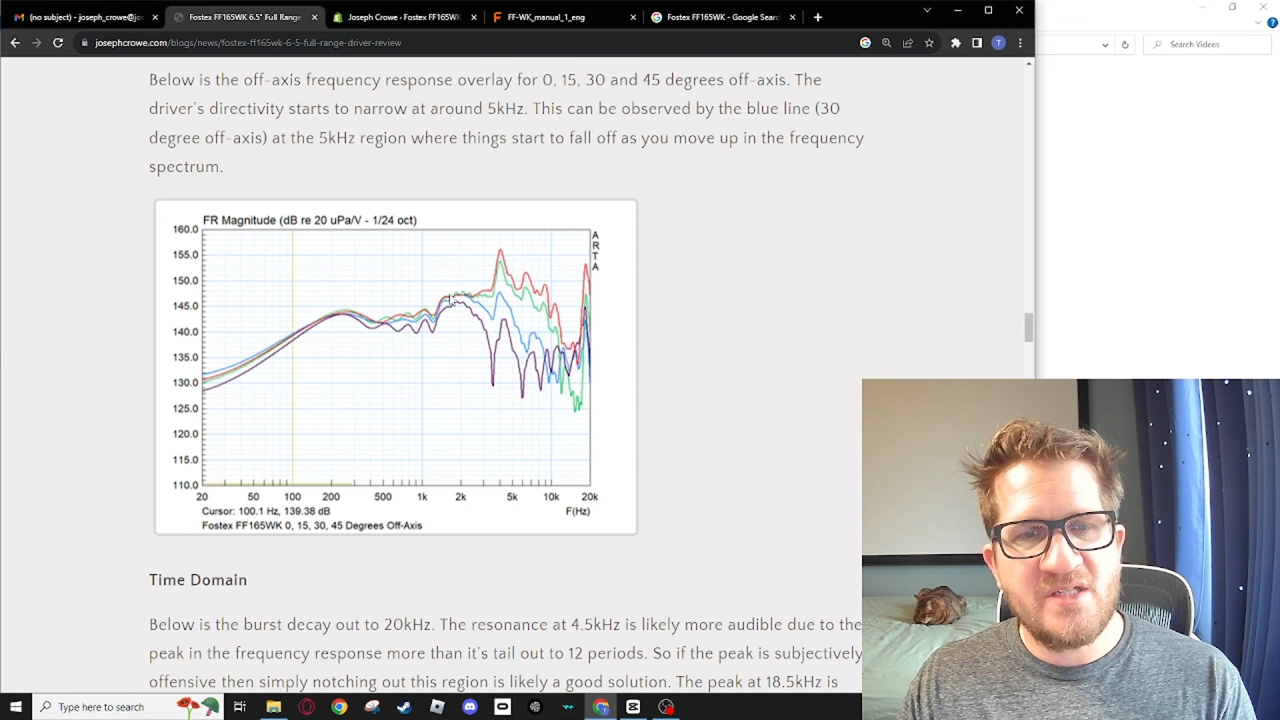 (no subject) - joseph_crowe@jo
Fostex FF165WK 6.5" Full Range
Joseph Crowe · Fostex FF165WK
FF-WK_manual_1_eng
Fostex FF165WK - Google Search
josephcrowe.com/blogs/news/fostex-ff165wk-6-5-full-range-driver-review
T
Search Videos
Below is the off-axis frequency response overlay for 0, 15, 30 and 45 degrees off-axis. The
driver's directivity starts to narrow at around 5kHz. This can be observed by the blue line (30
degree off-axis) at the 5kHz region where things start to fall off as you move up in the frequency
spectrum.
FR Magnitude (dB re 20 uPa/V - 1/24 oct)
160.0
155.0
150.0
145.0
140.0
135.0
130.0
125.0
120.0
115.0
110.0
A
R
T
A
20 50 100 200 500 1k 2k 5k 10k 20k
Cursor: 100.1 Hz, 139.38 dB F(Hz)
Fostex FF165WK 0, 15, 30, 45 Degrees Off-Axis
Time Domain
Below is the burst decay out to 20kHz. The resonance at 4.5kHz is likely more audible due to the
peak in the frequency response more than it's tail out to 12 periods. So if the peak is subjectively
offensive then simply notching out this region is likely a good solution. The peak at 18.5kHz is
Type here to search